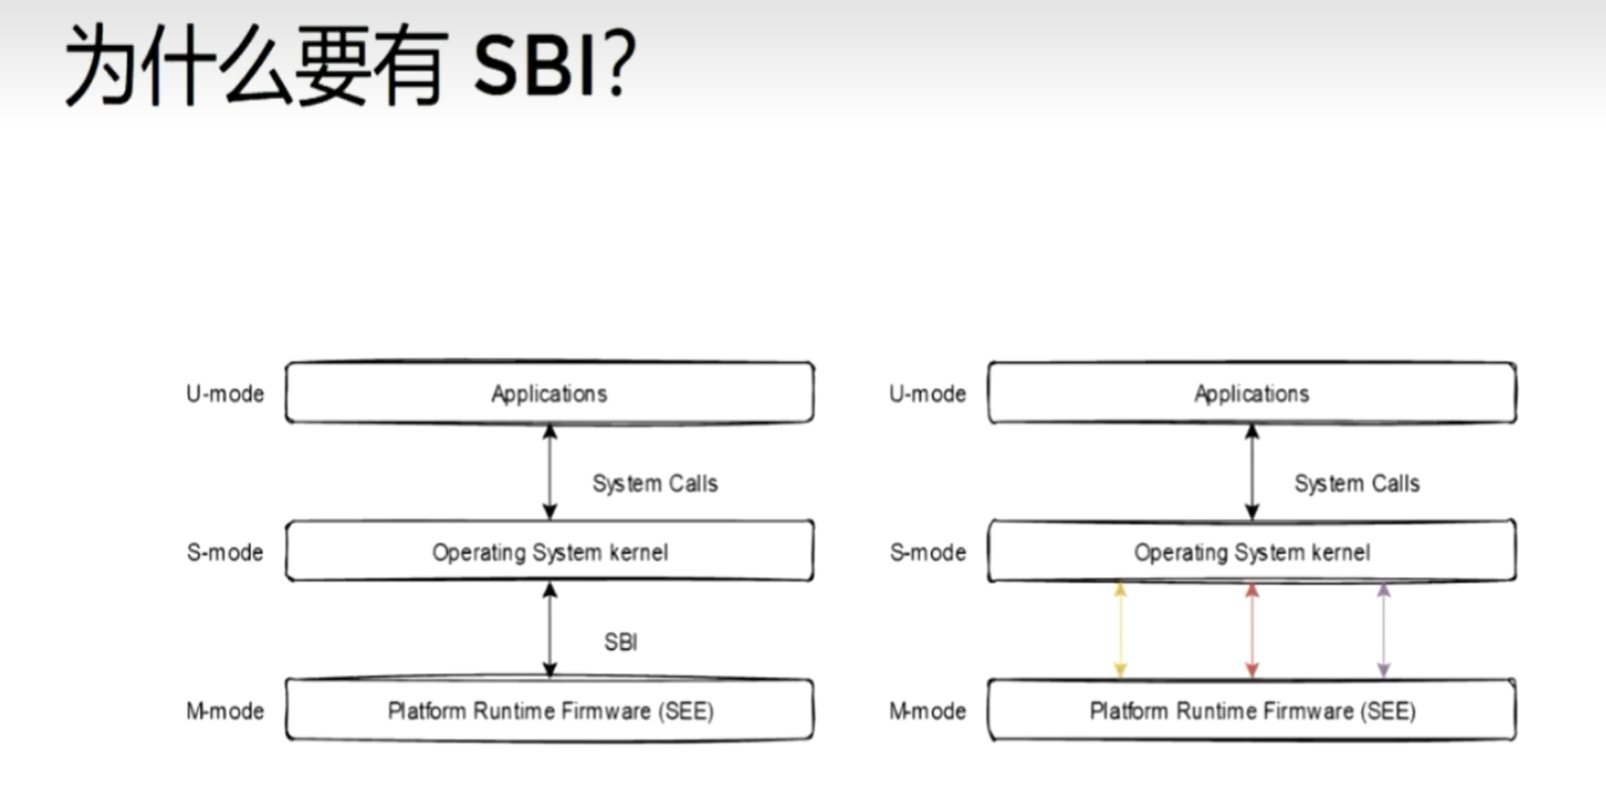 为什么要有 SBI？
U-mode
Applications
System Calls
S-mode
Operating System kernel
SBI
M-mode
Platform Runtime Firmware (SEE)
U-mode
Applications
System Calls
S-mode
Operating System kernel
M-mode
Platform Runtime Firmware (SEE)